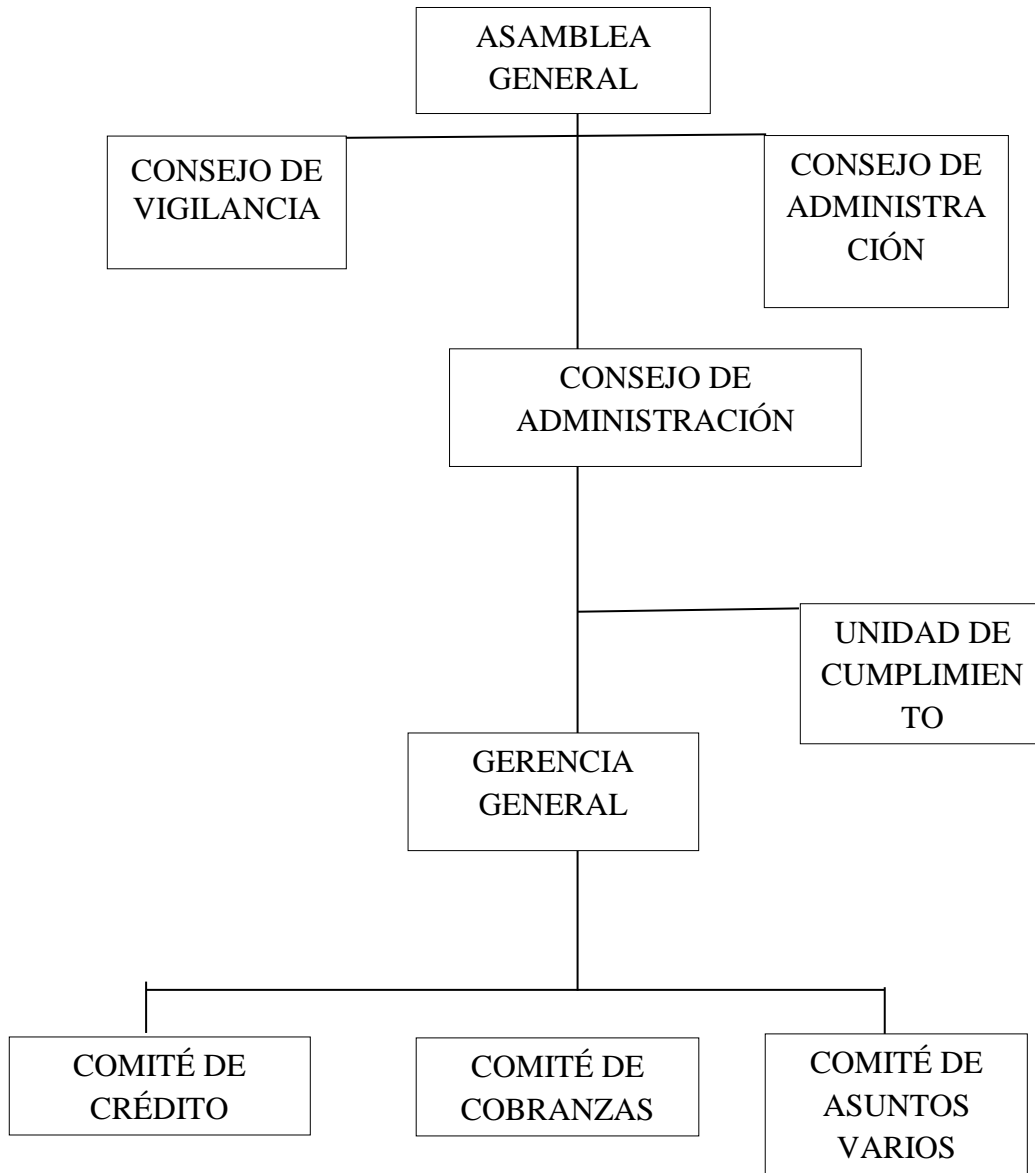 ASAMBLEA
GENERAL
CONSEJO DE
VIGILANCIA
CONSEJO DE
ADMINISTRA
CIÓN
CONSEJO DE
ADMINISTRACIÓN
UNIDAD DE
CUMPLIMIEN
TO
GERENCIA
GENERAL
COMITÉ DE
CRÉDITO
COMITÉ DE
COBRANZAS
COMITÉ DE
ASUNTOS
VARIOS